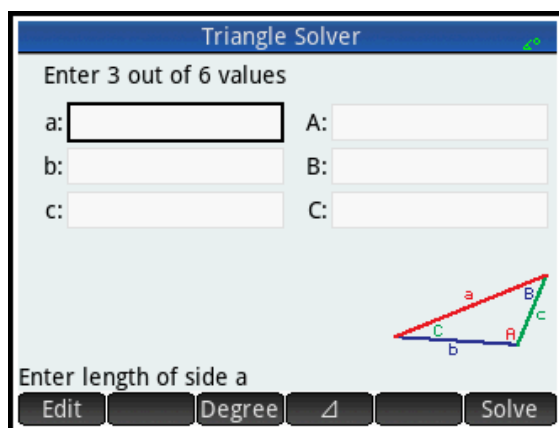 Triangle Solver ∡°
Enter 3 out of 6 values
a: A:
b: B:
c: C:
a B
c
C A
b
Enter length of side a
Edit Degree ⊿ Solve